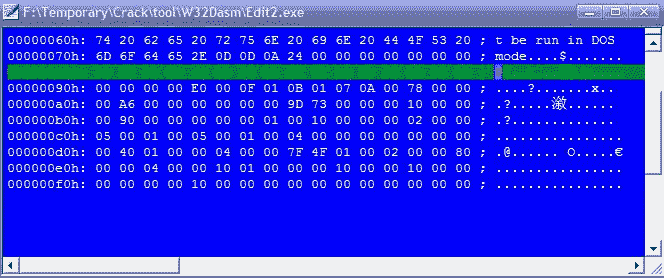 F:\Temporary\Crack\tool\W32Dasm\Edit2.exe
00000060h: 74 20 62 65 20 72 75 6E 20 69 6E 20 44 4F 53 20 ; t be run in DOS
00000070h: 6D 6F 64 65 2E 0D 0D 0A 24 00 00 00 00 00 00 00 ; mode....$.......
00000090h: 00 00 00 00 E0 00 0F 01 0B 01 07 0A 00 78 00 00 ; ....?........x..
000000a0h: 00 A6 00 00 00 00 00 00 9D 73 00 00 00 10 00 00 ; .?......漵......
000000b0h: 00 90 00 00 00 00 00 01 00 10 00 00 00 02 00 00 ; .?..............
000000c0h: 05 00 01 00 05 00 01 00 04 00 00 00 00 00 00 00 ; ................
000000d0h: 00 40 01 00 00 04 00 00 7F 4F 01 00 02 00 00 80 ; .@...... O.....€
000000e0h: 00 00 04 00 00 10 01 00 00 00 10 00 00 10 00 00 ; ................
000000f0h: 00 00 00 00 10 00 00 00 00 00 00 00 00 00 00 00 ; ................